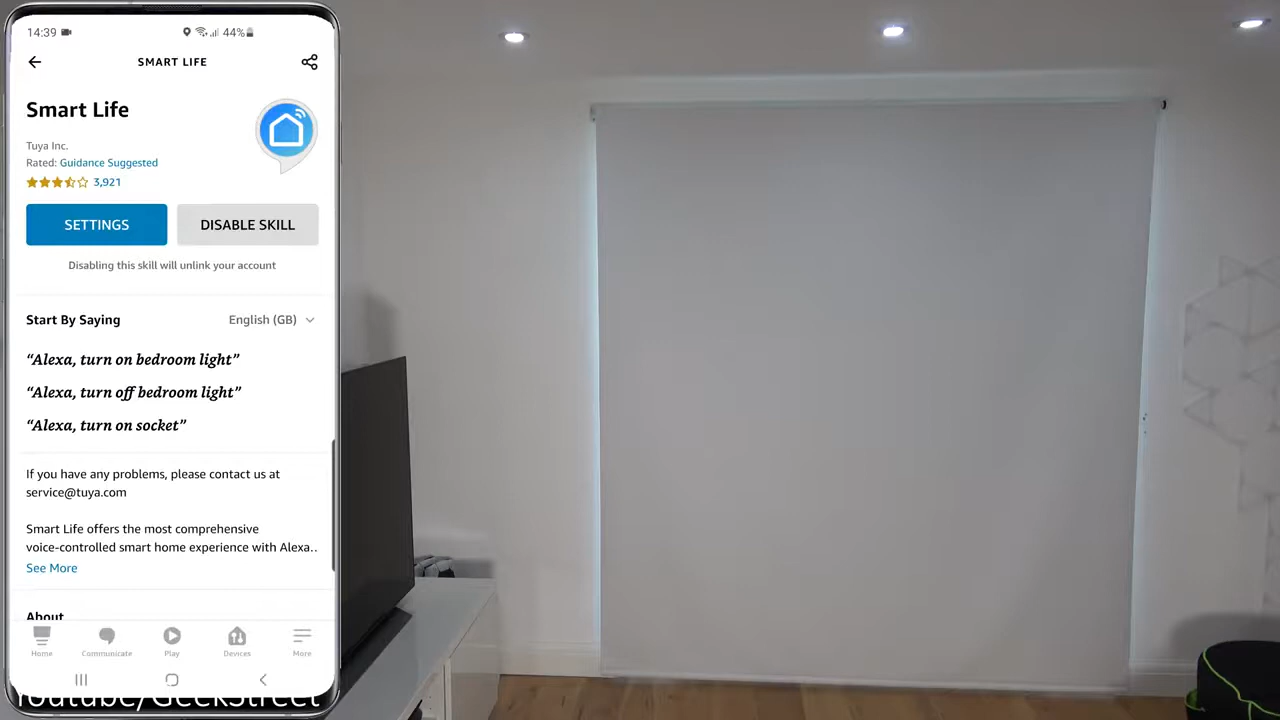 14:39
44%
SMART LIFE
Smart Life
Tuya Inc.
Rated: Guidance Suggested
3,921
SETTINGS
DISABLE SKILL
Disabling this skill will unlink your account
Start By Saying
English (GB)
“Alexa, turn on bedroom light”
“Alexa, turn off bedroom light”
“Alexa, turn on socket”
If you have any problems, please contact us at
service@tuya.com
Smart Life offers the most comprehensive
voice-controlled smart home experience with Alexa..
See More
About
Home
Communicate
Play
Devices
More
Youtube/GeekStreet